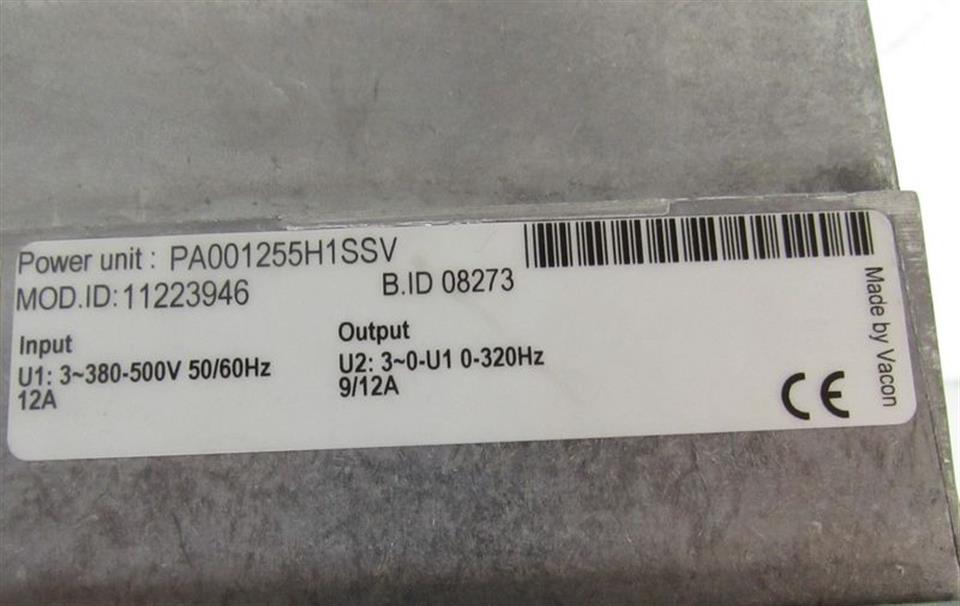 Power unit : PA001255H1SSV
MOD.ID: 11223946
B.ID 08273
Input
U1: 3~380-500V 50/60Hz
12A
Output
U2: 3~0-U1 0-320Hz
9/12A
CE
Made by Vacon